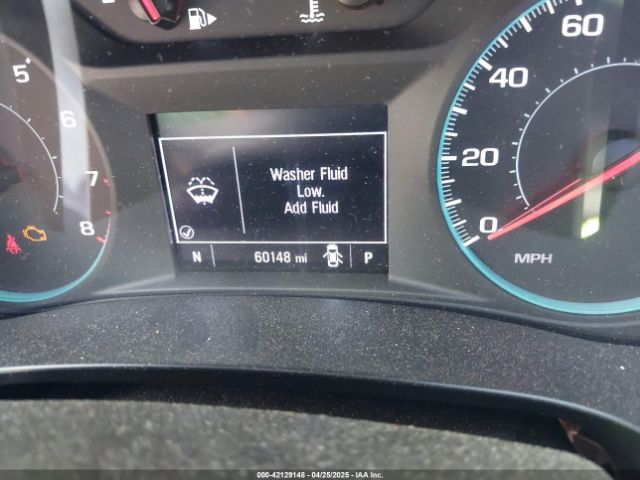 5
6
7
8
60
40
20
0
MPH
Washer Fluid
Low.
Add Fluid
N 60148 mi P
000-42129148 - 04/25/2025 - IAA Inc.